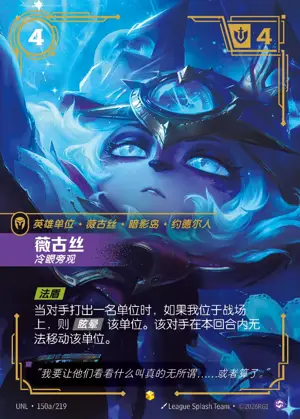 4
4
英雄单位・薇古丝・暗影岛・约德尔人
薇古丝
冷眼旁观
法盾
当对手打出一名单位时，如果我位于战场
上，则 眩晕 该单位。该对手在本回合内无
法移动该单位。
“我要让他们看看什么叫真的无所谓……或者算了。”
UNL • 150a/219
League Splash Team • ©2026RGI